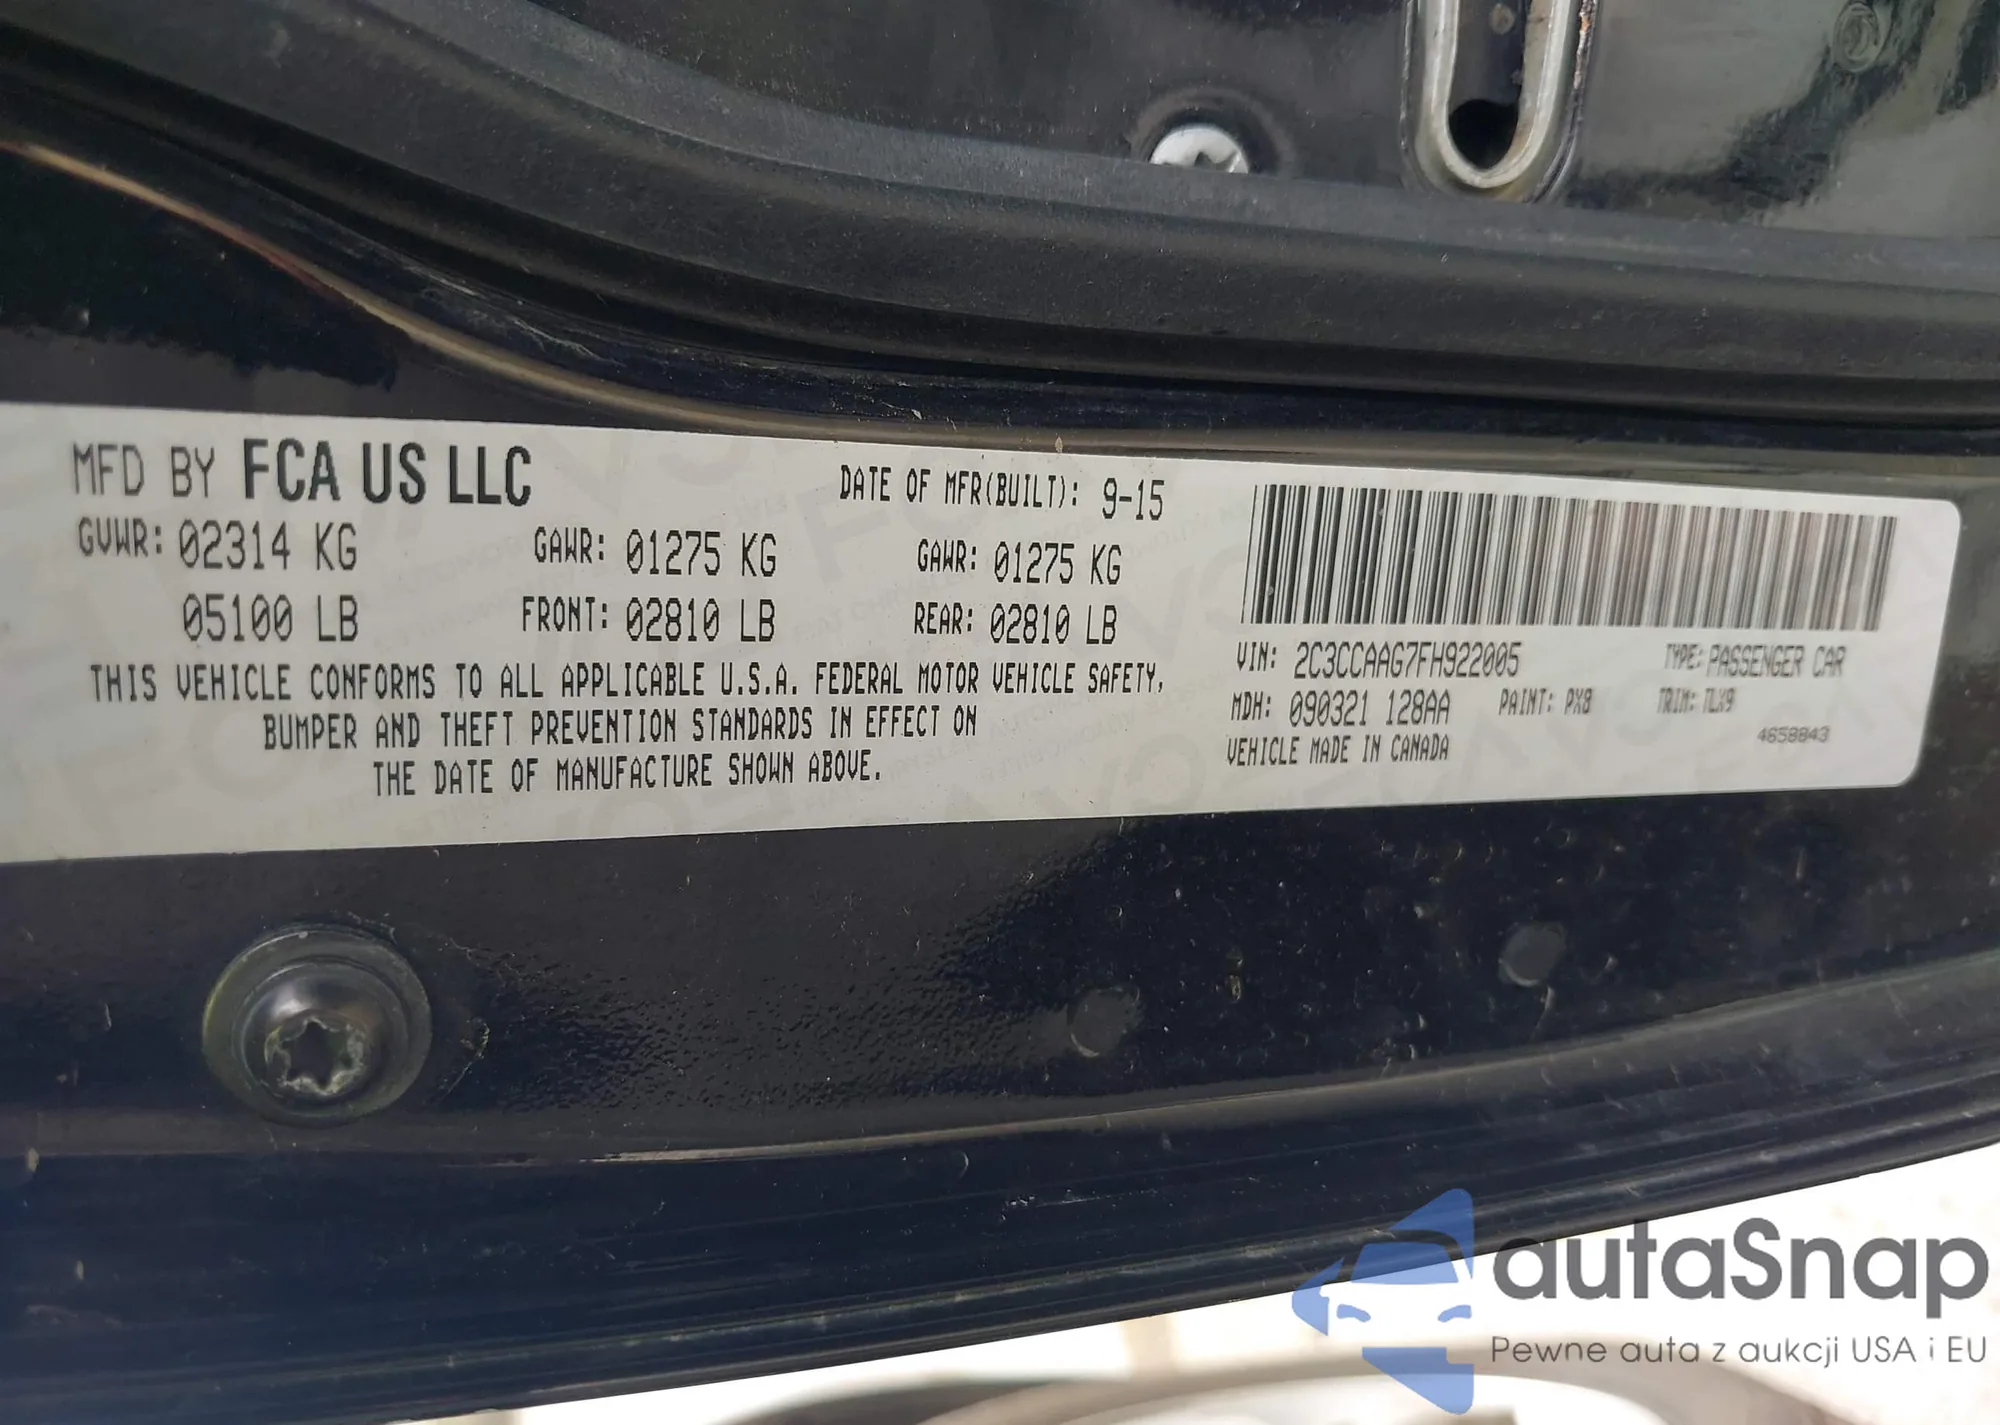 MFD BY FCA US LLC
DATE OF MFR(BUILT): 9-15
GVWR: 02314 KG
GAWR: 01275 KG
GAWR: 01275 KG
05100 LB
FRONT: 02810 LB
REAR: 02810 LB
THIS VEHICLE CONFORMS TO ALL APPLICABLE U.S.A. FEDERAL MOTOR VEHICLE SAFETY,
BUMPER AND THEFT PREVENTION STANDARDS IN EFFECT ON
THE DATE OF MANUFACTURE SHOWN ABOVE.
VIN: 2C3CCAAG7FH922005
TYPE: PASSENGER CAR
MDH: 090321 128AA
PAINT: PX8
TRIM: TLX9
VEHICLE MADE IN CANADA
4658843
autaSnap
Pewne auta z aukcji USA i EU